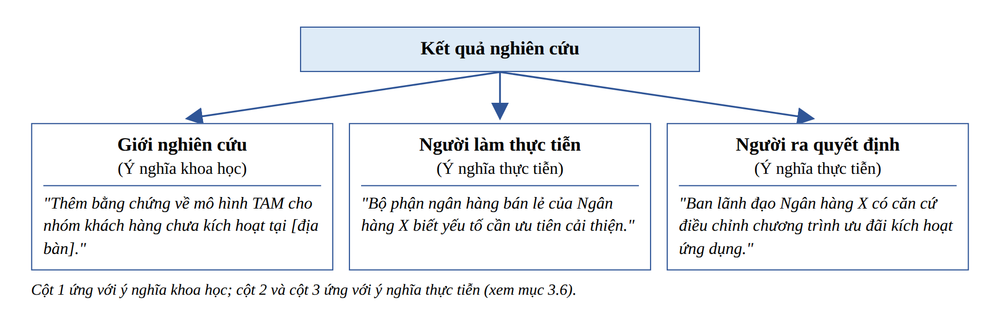 Kết quả nghiên cứu
Giới nghiên cứu
(Ý nghĩa khoa học)
"Thêm bằng chứng về mô hình TAM cho
nhóm khách hàng chưa kích hoạt tại [địa
bàn]."
Người làm thực tiễn
(Ý nghĩa thực tiễn)
"Bộ phận ngân hàng bán lẻ của Ngân
hàng X biết yếu tố cần ưu tiên cải thiện."
Người ra quyết định
(Ý nghĩa thực tiễn)
"Ban lãnh đạo Ngân hàng X có căn cứ
điều chỉnh chương trình ưu đãi kích hoạt
ứng dụng."
Cột 1 ứng với ý nghĩa khoa học; cột 2 và cột 3 ứng với ý nghĩa thực tiễn (xem mục 3.6).